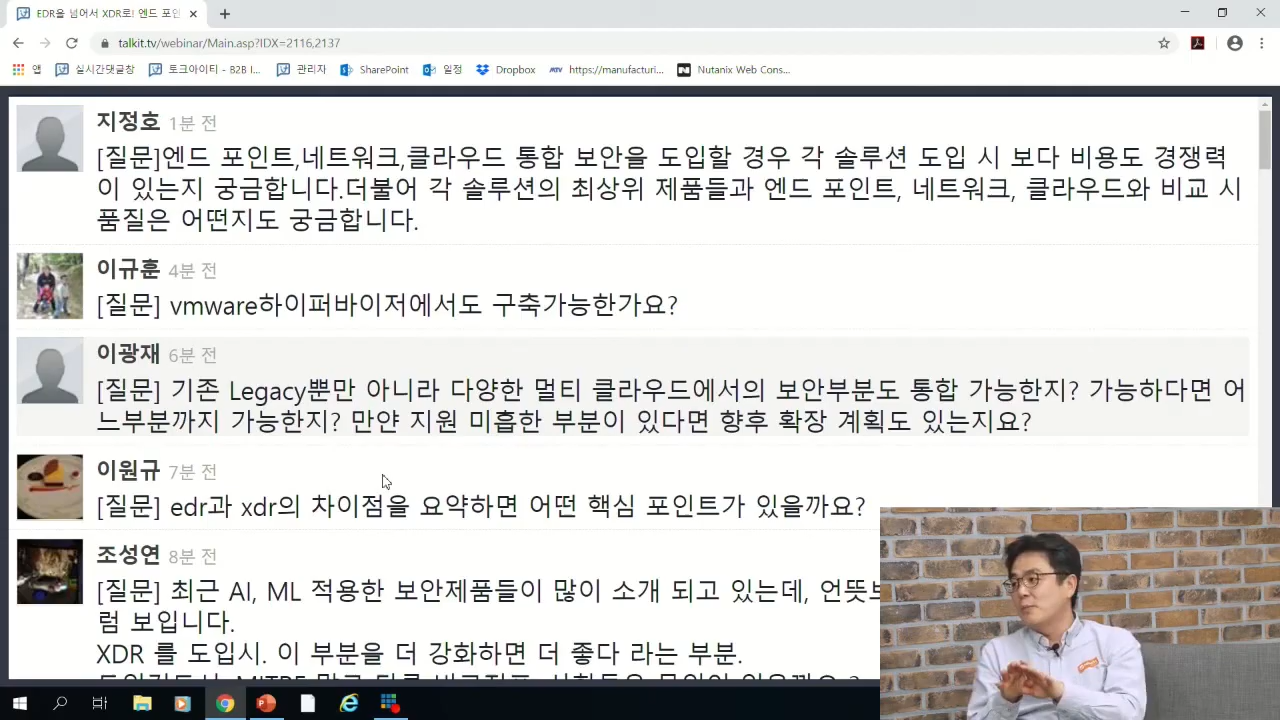 EDR을 넘어서 XDR로! 엔드 포인
talkit.tv/webinar/Main.asp?IDX=2116,2137
앱 실시간댓글창 토크아이티 - B2B I... 관리자 SharePoint 일정 Dropbox https://manufacturi... Nutanix Web Cons...
지정호 1분 전
[질문]엔드 포인트,네트워크,클라우드 통합 보안을 도입할 경우 각 솔루션 도입 시 보다 비용도 경쟁력
이 있는지 궁금합니다.더불어 각 솔루션의 최상위 제품들과 엔드 포인트, 네트워크, 클라우드와 비교 시
품질은 어떤지도 궁금합니다.
이규훈 4분 전
[질문] vmware하이퍼바이저에서도 구축가능한가요?
이광재 6분 전
[질문] 기존 Legacy뿐만 아니라 다양한 멀티 클라우드에서의 보안부분도 통합 가능한지? 가능하다면 어
느부분까지 가능한지? 만얀 지원 미흡한 부분이 있다면 향후 확장 계획도 있는지요?
이원규 7분 전
[질문] edr과 xdr의 차이점을 요약하면 어떤 핵심 포인트가 있을까요?
조성연 8분 전
[질문] 최근 AI, ML 적용한 보안제품들이 많이 소개 되고 있는데, 언뜻보
럼 보입니다.
XDR 를 도입시. 이 부분을 더 강화하면 더 좋다 라는 부분.